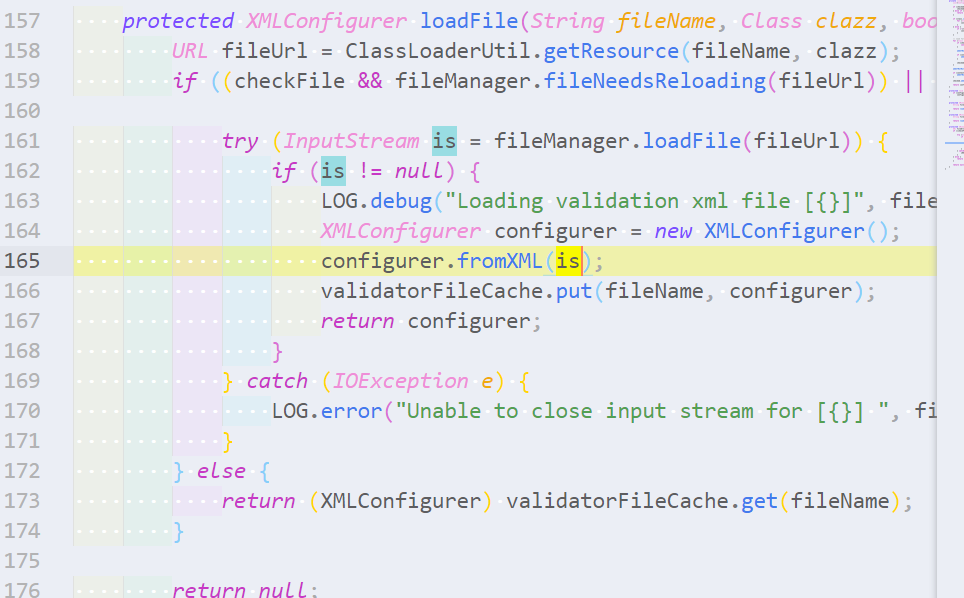 157 protected XMLConfigurer loadFile(String fileName, Class clazz, boo
158 URL fileUrl = ClassLoaderUtil.getResource(fileName, clazz);
159 if ((checkFile && fileManager.fileNeedsReloading(fileUrl)) ||
160
161 try (InputStream is = fileManager.loadFile(fileUrl)) {
162 if (is != null) {
163 LOG.debug("Loading validation xml file [{}]", file
164 XMLConfigurer configurer = new XMLConfigurer();
165 configurer.fromXML(is);
166 validatorFileCache.put(fileName, configurer);
167 return configurer;
168 }
169 } catch (IOException e) {
170 LOG.error("Unable to close input stream for [{}] ", fi
171 }
172 } else {
173 return (XMLConfigurer) validatorFileCache.get(fileName);
174 }
175
176 return null;